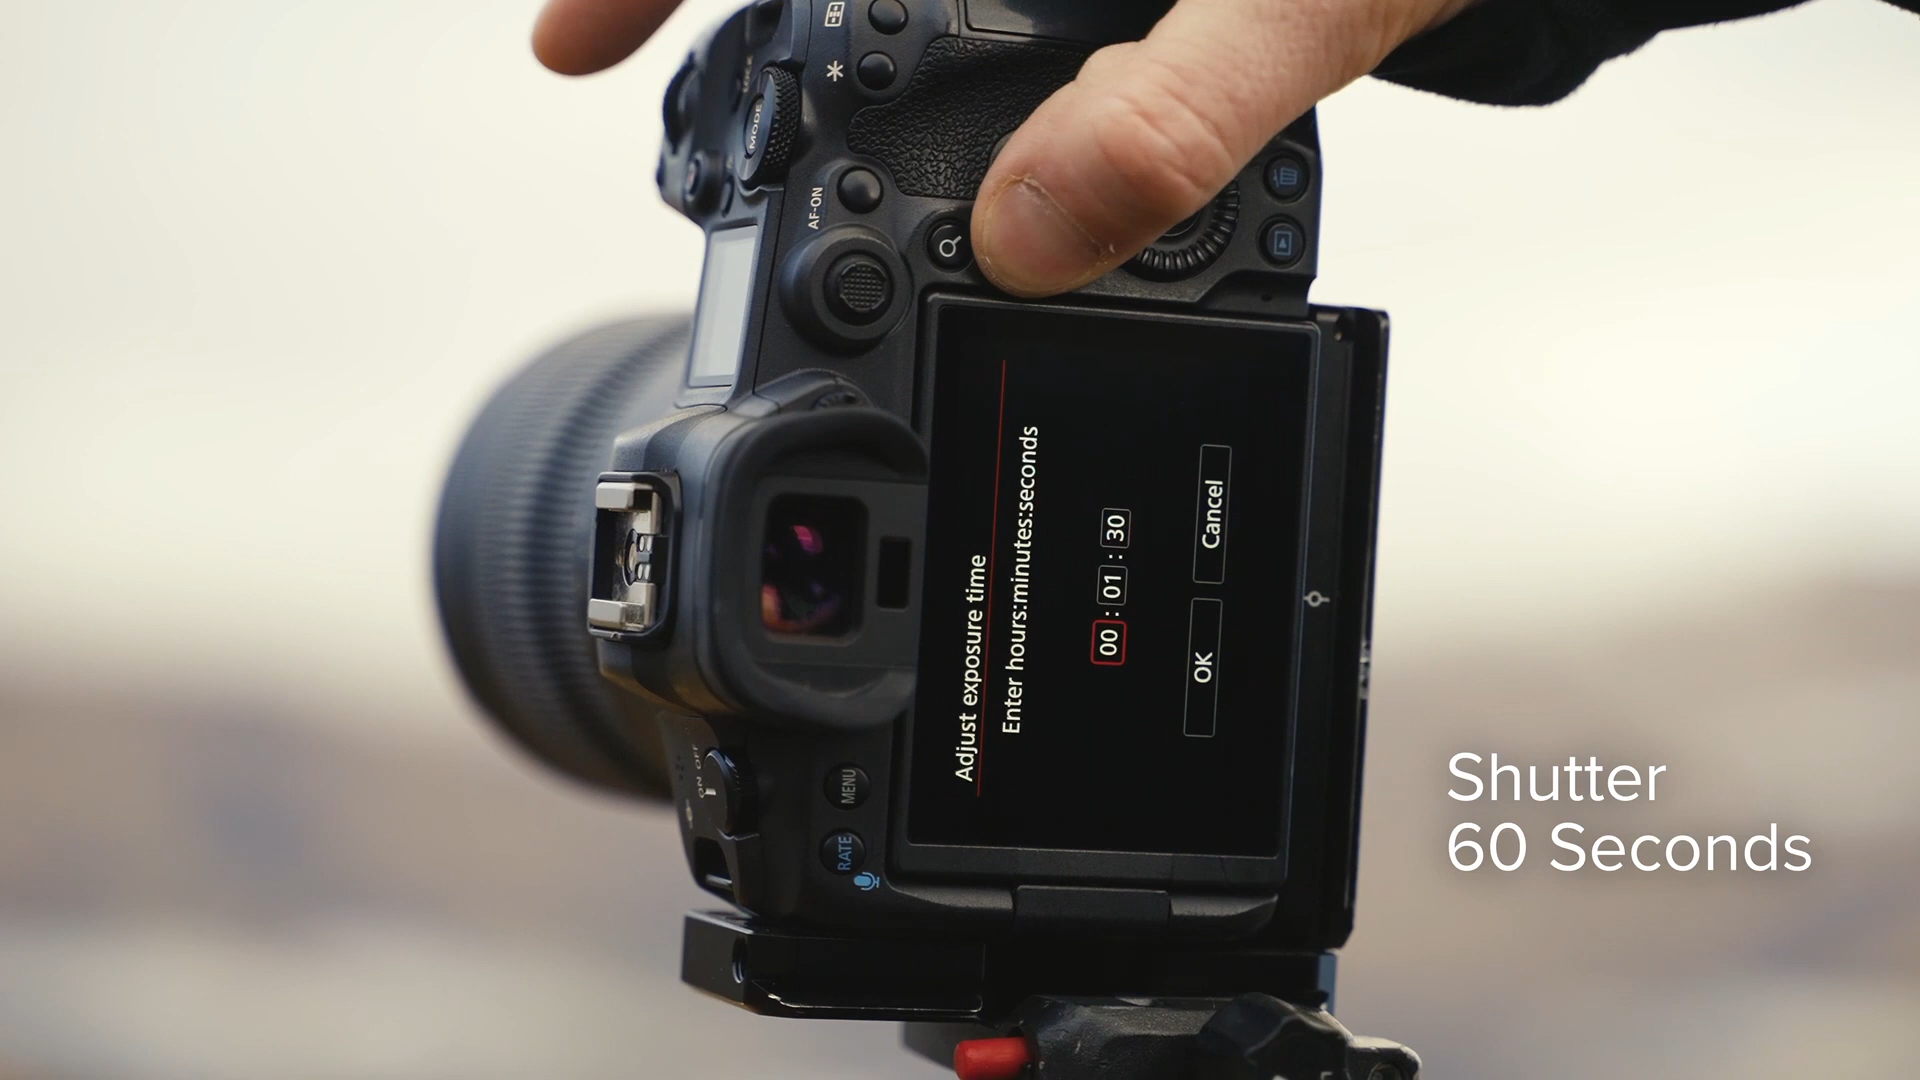 MODE
AF-ON
Adjust exposure time
Enter hours:minutes:seconds
00 : 01 : 30
OK Cancel
ON OFF
MENU
RATE
Shutter
60 Seconds